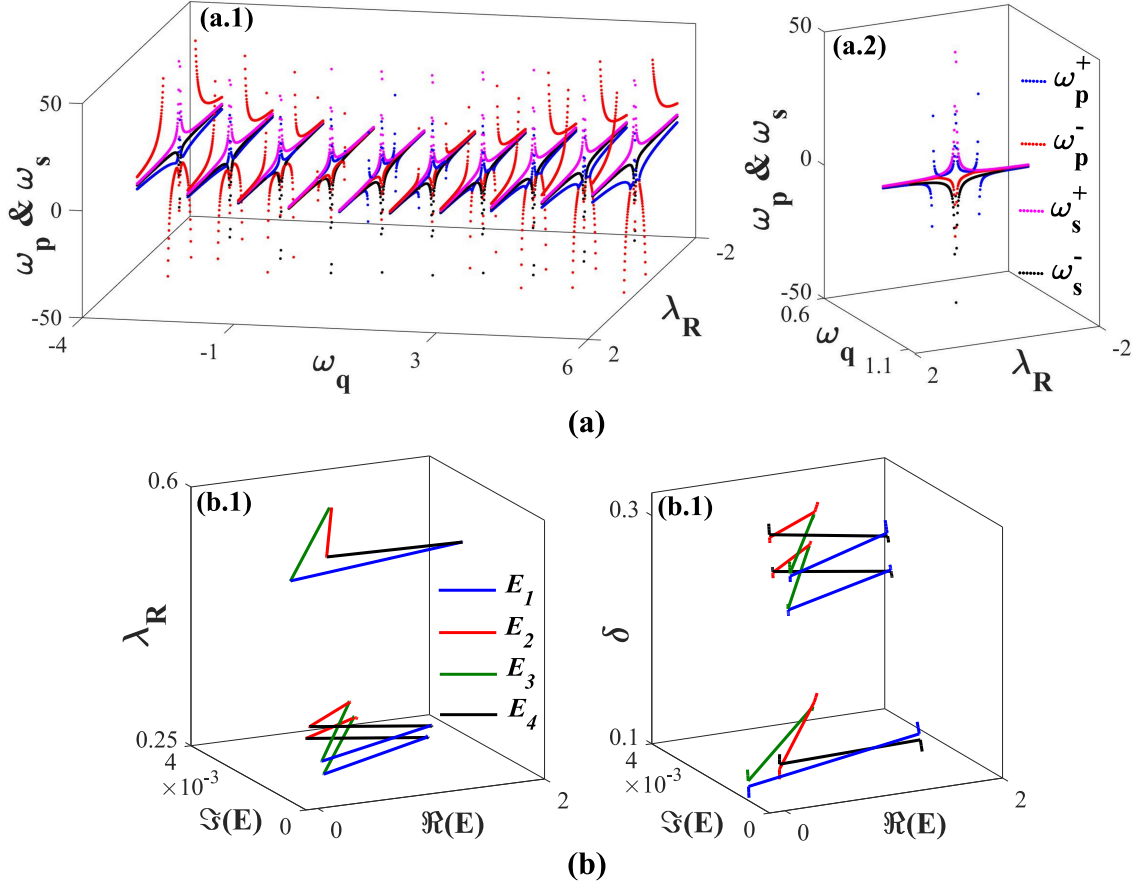 (a.1)
50
0
-50
ω_p & ω_s
-4
-1
3
6
ω_q
2
-2
λ_R
(a.2)
50
0
-50
ω_p & ω_s
0.6
1.1
ω_q
2
-2
λ_R
ω_p^+
ω_p^-
ω_s^+
ω_s^-
(a)
(b.1)
0.6
0.25
λ_R
4
×10^-3
0
ℑ(E)
0
2
ℜ(E)
E_1
E_2
E_3
E_4
(b.1)
0.3
0.1
δ
4
×10^-3
0
ℑ(E)
0
2
ℜ(E)
(b)